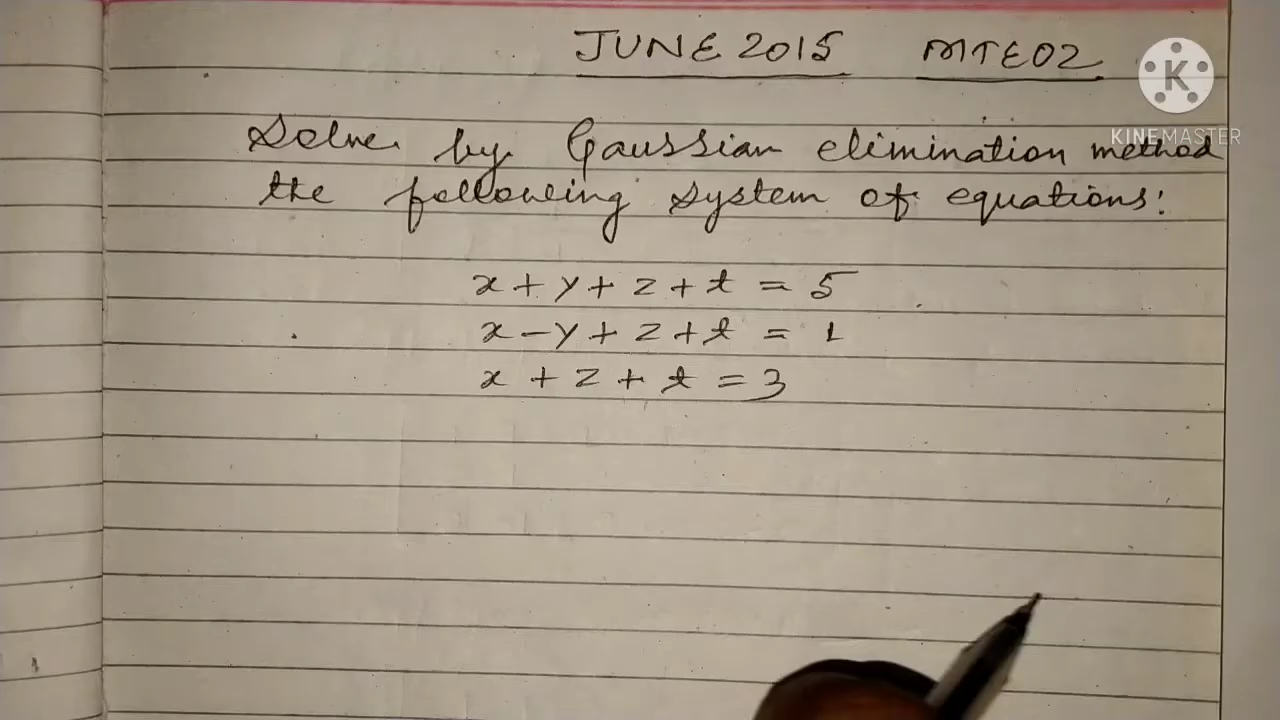 JUNE 2015 MTE02
KINEMASTER
Solve by Gaussian elimination method
the following system of equations:
x + y + z + t = 5
x - y + z + t = 1
x + z + t = 3